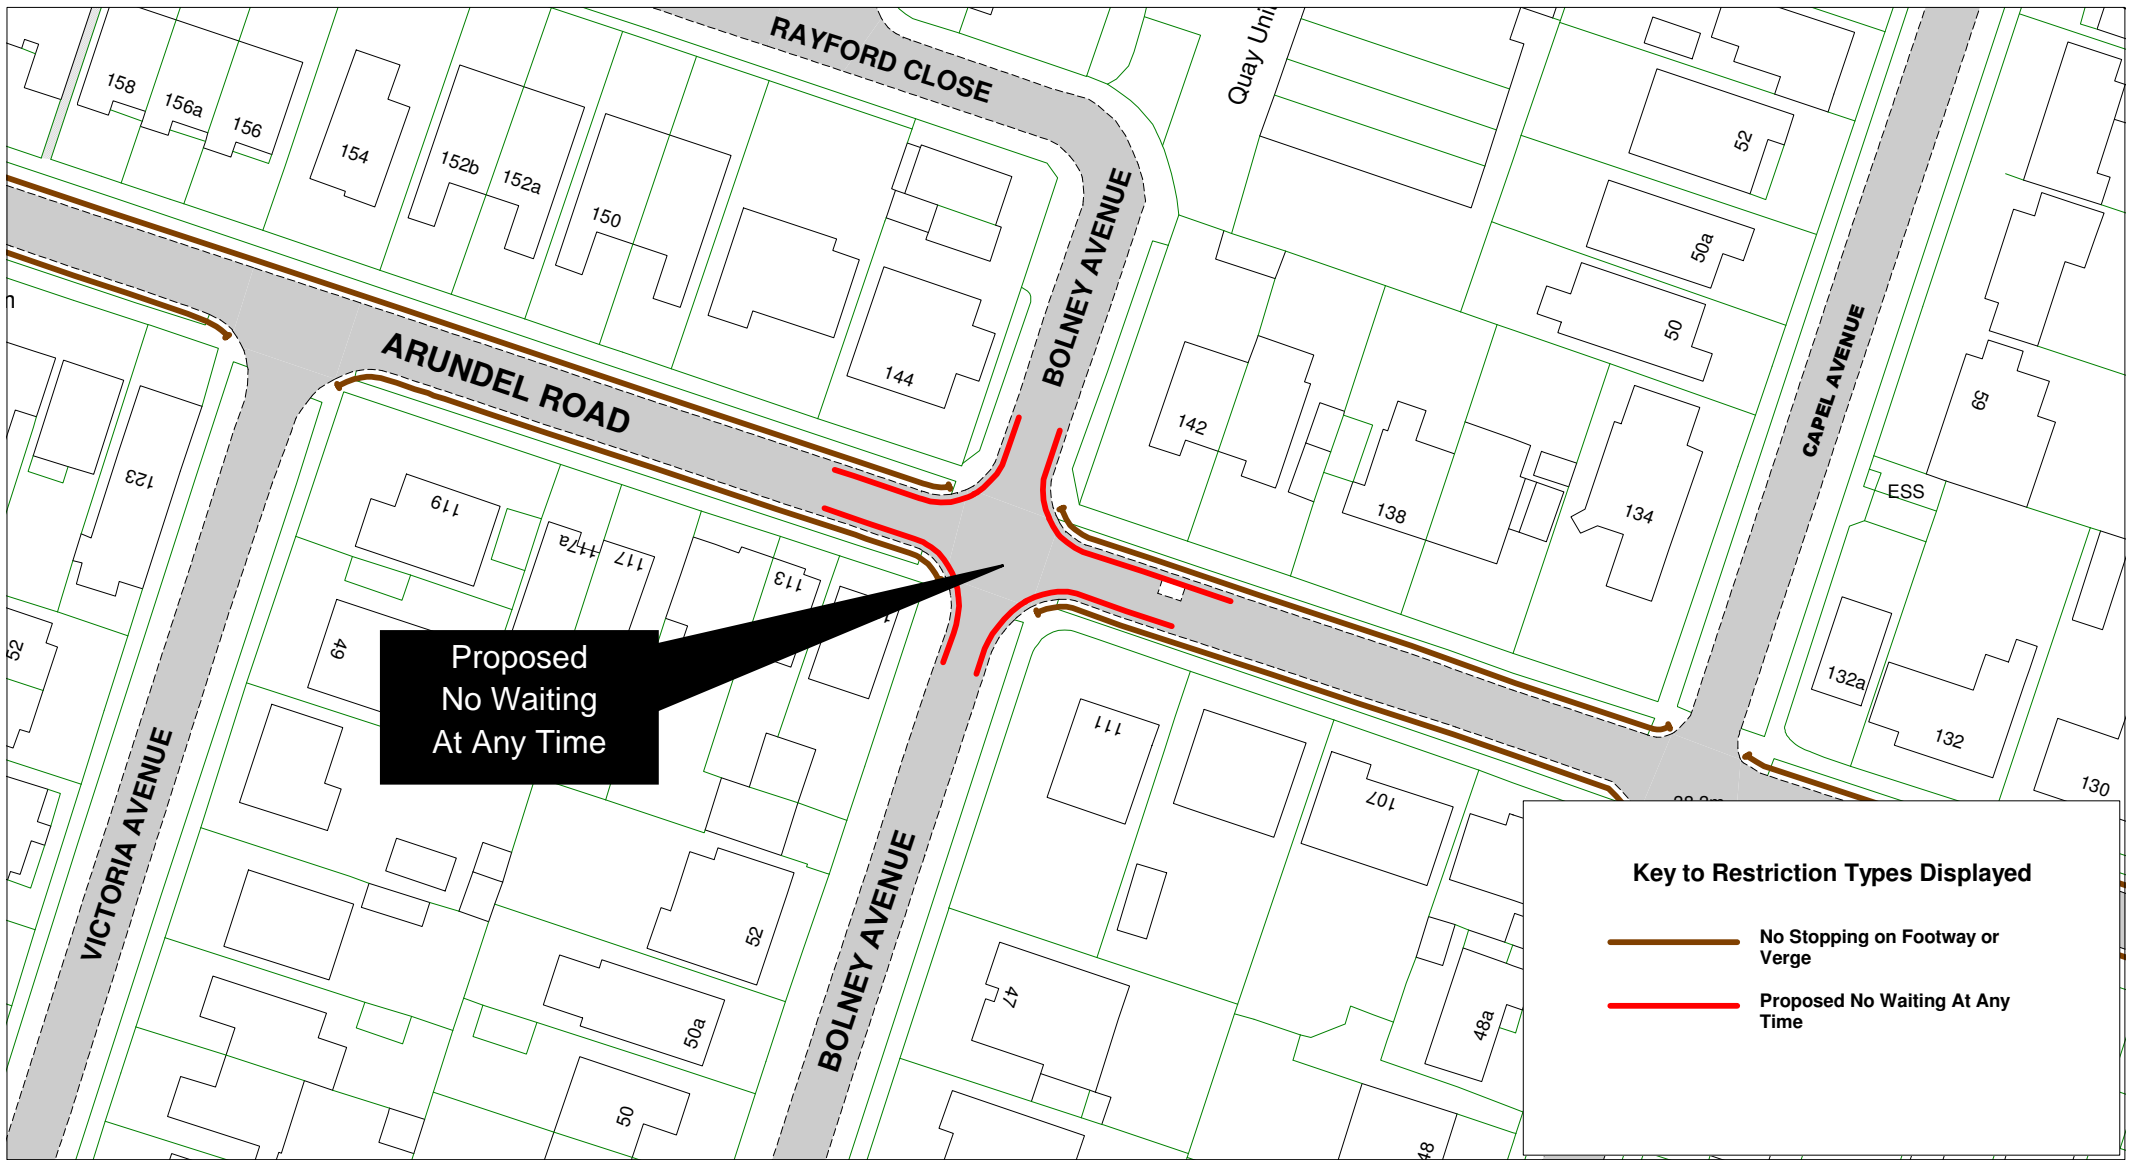 RAYFORD CLOSE
Quay
158
156a
156
154
152b
152a
150
52
50a
50
BOLNEY AVENUE
CAPEL AVENUE
ARUNDEL ROAD
144
142
138
134
59
ESS
123
119
117a
117
113
52
49
132a
132
130
111
107
Proposed
No Waiting
At Any Time
VICTORIA AVENUE
BOLNEY AVENUE
52
50a
50
47
48a
48
Key to Restriction Types Displayed
No Stopping on Footway or
Verge
Proposed No Waiting At Any
Time